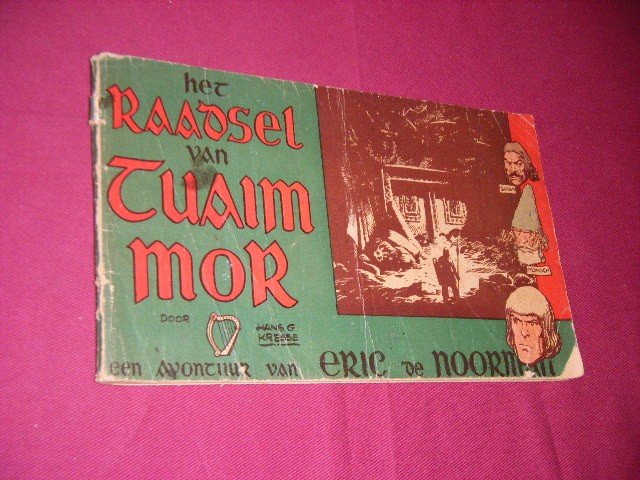 het
RAADSEL
van
TUAIM
MOR
DOOR
HANS G
KRESSE
een avontuur van ERIC de NOORMAN